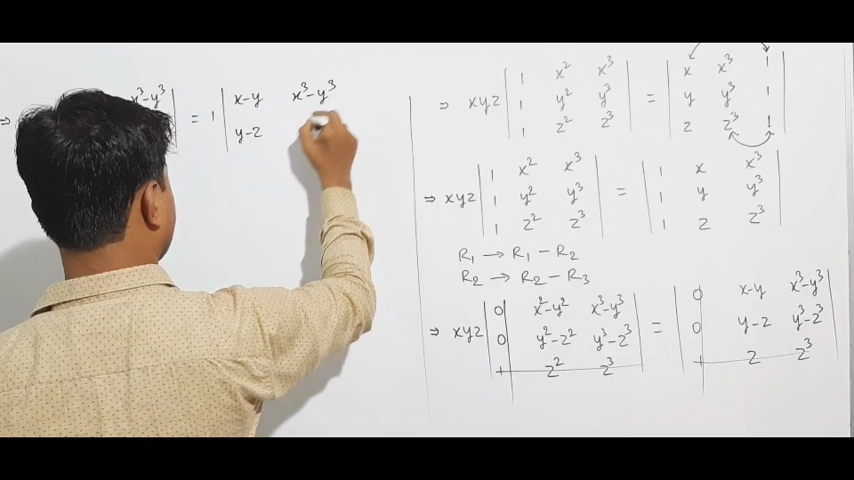 ⇒ x³-y³ | = 1 | x-y x³-y³
y-z
⇒ xyz | 1 x² x³ | = | x x³ 1 |
1 y² y³ y y³ 1
1 z² z³ z z³ 1
⇒ xyz | 1 x² x³ | = | 1 x x³ |
1 y² y³ 1 y y³
1 z² z³ 1 z z³
R₁ → R₁ - R₂
R₂ → R₂ - R₃
⇒ xyz | 0 x²-y² x³-y³ | = | 0 x-y x³-y³ |
0 y²-z² y³-z³ 0 y-z y³-z³
1 z² z³ 1 z z³